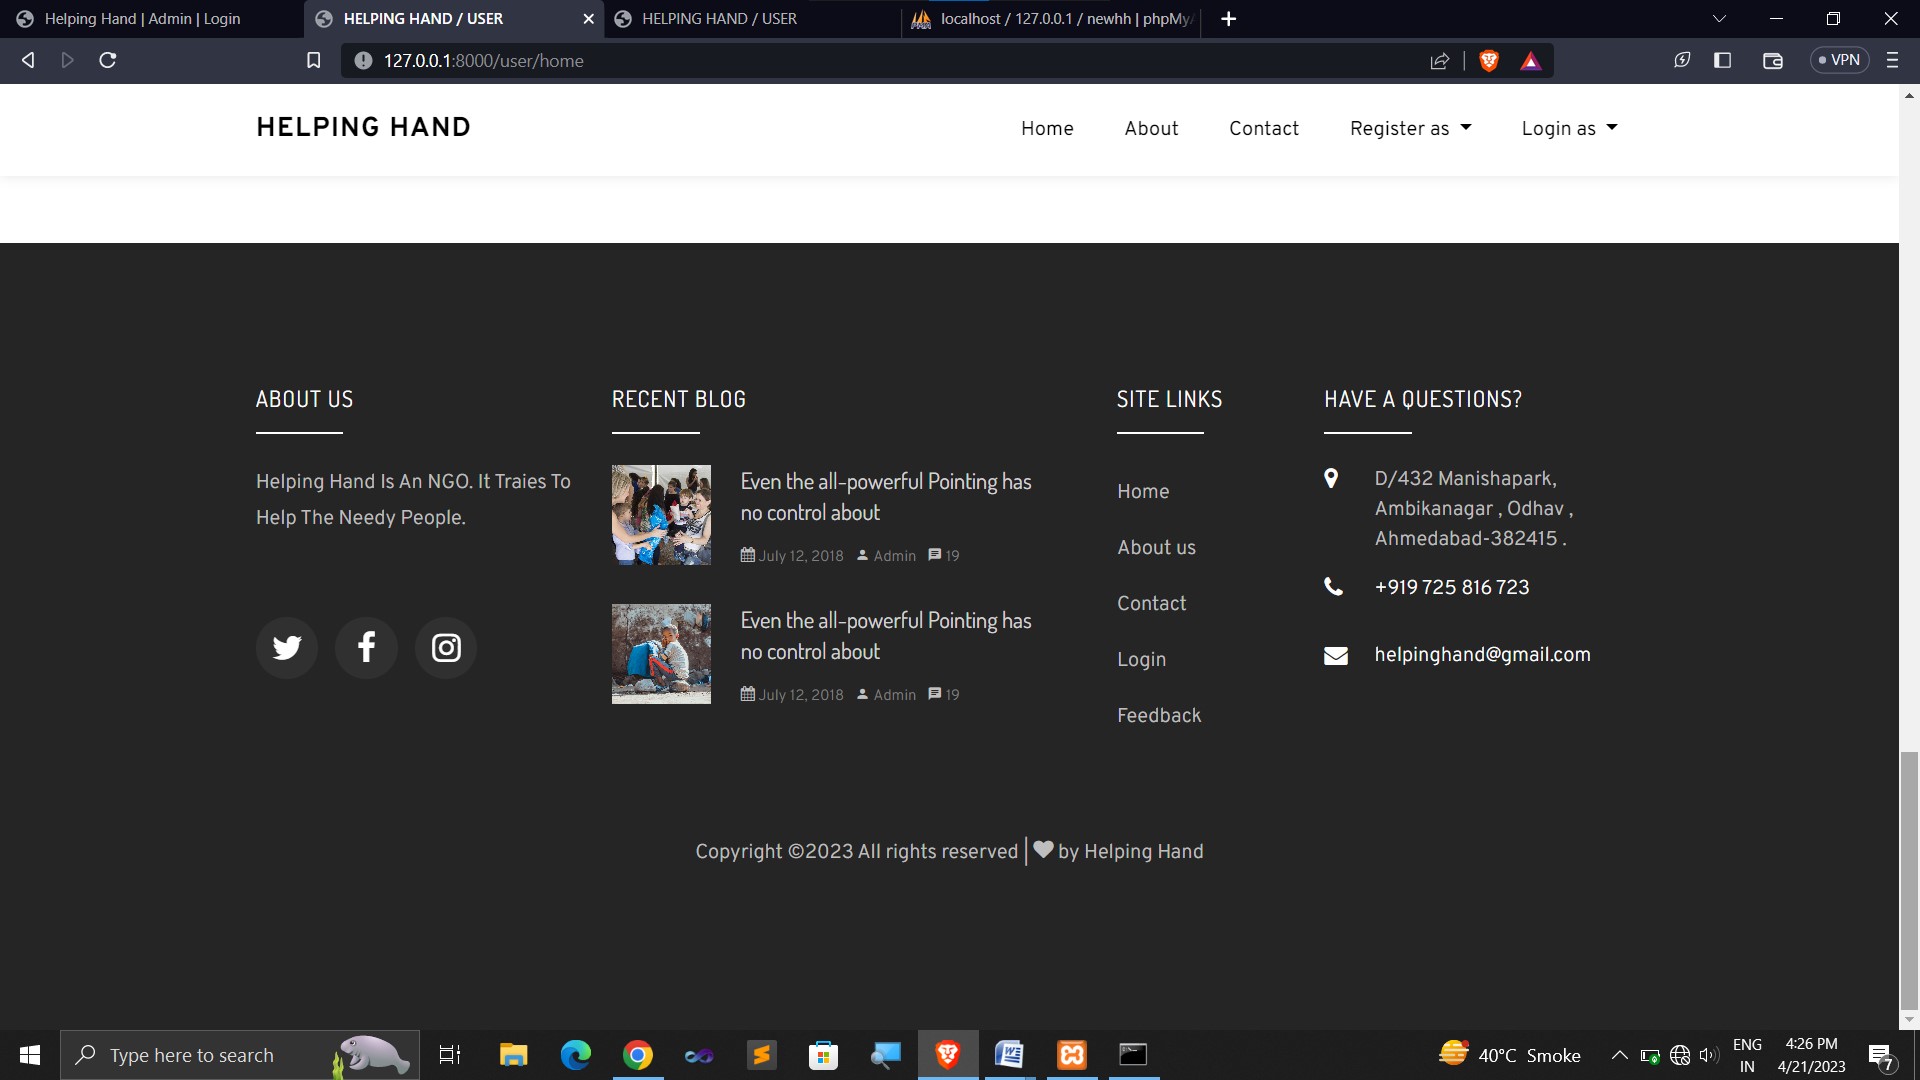 Helping Hand | Admin | Login
HELPING HAND / USER
HELPING HAND / USER
localhost / 127.0.0.1 / newhh | phpMyA
127.0.0.1:8000/user/home
VPN
HELPING HAND
Home
About
Contact
Register as
Login as
ABOUT US
Helping Hand Is An NGO. It Traies To
Help The Needy People.
RECENT BLOG
Even the all-powerful Pointing has
no control about
July 12, 2018 Admin 19
Even the all-powerful Pointing has
no control about
July 12, 2018 Admin 19
SITE LINKS
Home
About us
Contact
Login
Feedback
HAVE A QUESTIONS?
D/432 Manishapark,
Ambikanagar , Odhav ,
Ahmedabad-382415 .
+919 725 816 723
helpinghand@gmail.com
Copyright ©2023 All rights reserved | ♥ by Helping Hand
Type here to search
40°C Smoke
ENG
IN
4:26 PM
4/21/2023
7